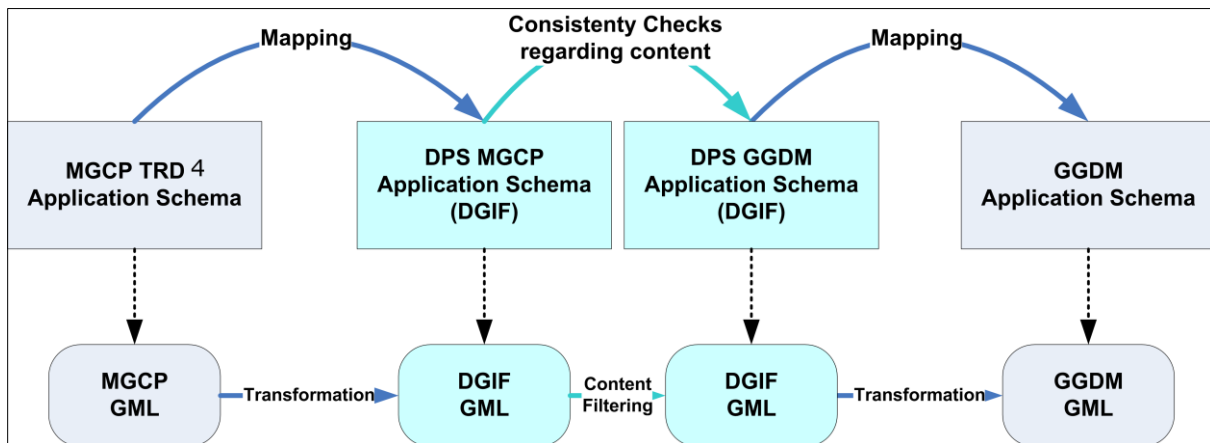 Mapping
Consistenty Checks
regarding content
Mapping
MGCP TRD 4
Application Schema
DPS MGCP
Application Schema
(DGIF)
DPS GGDM
Application Schema
(DGIF)
GGDM
Application Schema
MGCP
GML
Transformation
DGIF
GML
Content
Filtering
DGIF
GML
Transformation
GGDM
GML